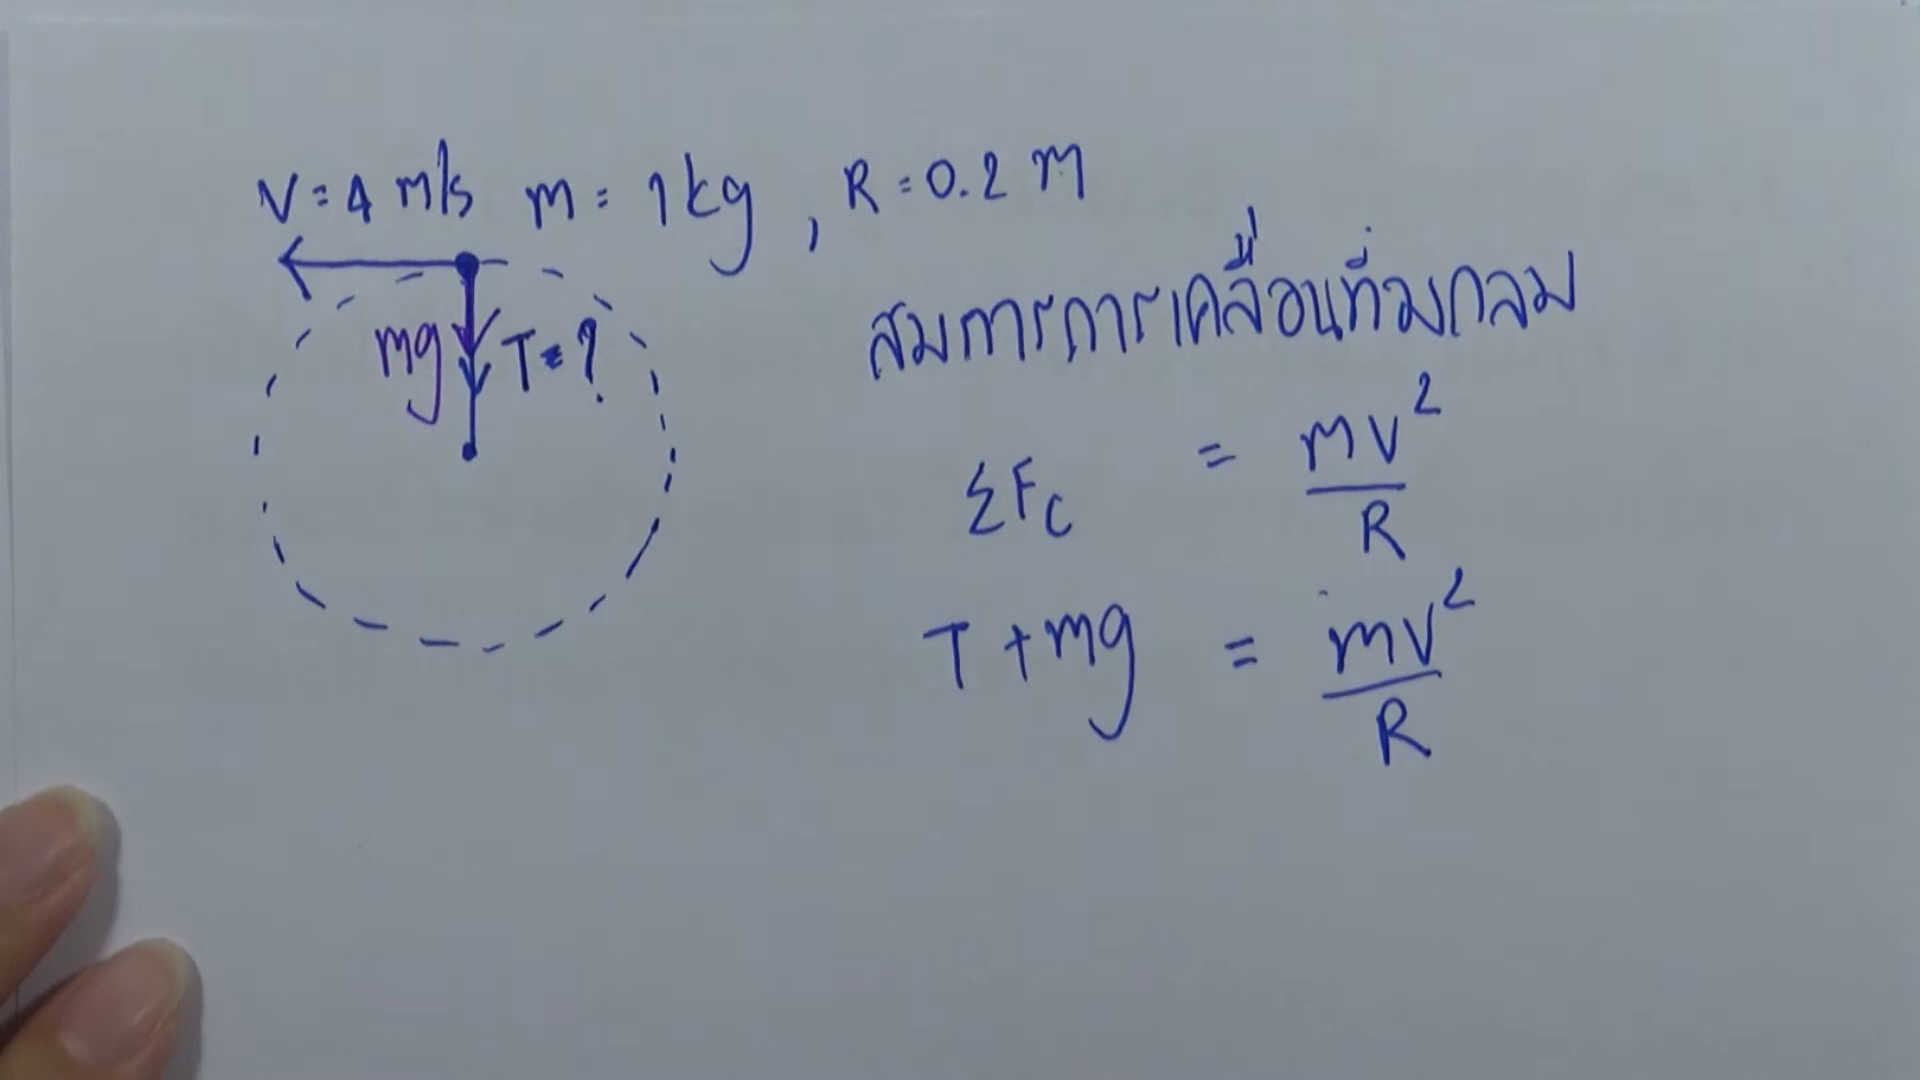 V = 4 m/s m = 1 kg , R = 0.2 m
mg T = ?
สมการการเคลื่อนที่วงกลม
ΣFc = mv²/R
T + mg = mv²/R